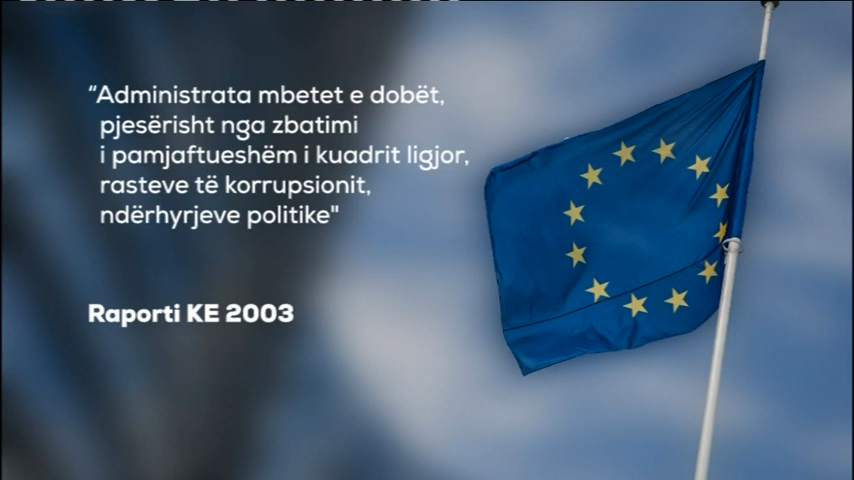 “Administrata mbetet e dobët,
pjesërisht nga zbatimi
i pamjaftueshëm i kuadrit ligjor,
rasteve të korrupsionit,
ndërhyrjeve politike"
Raporti KE 2003